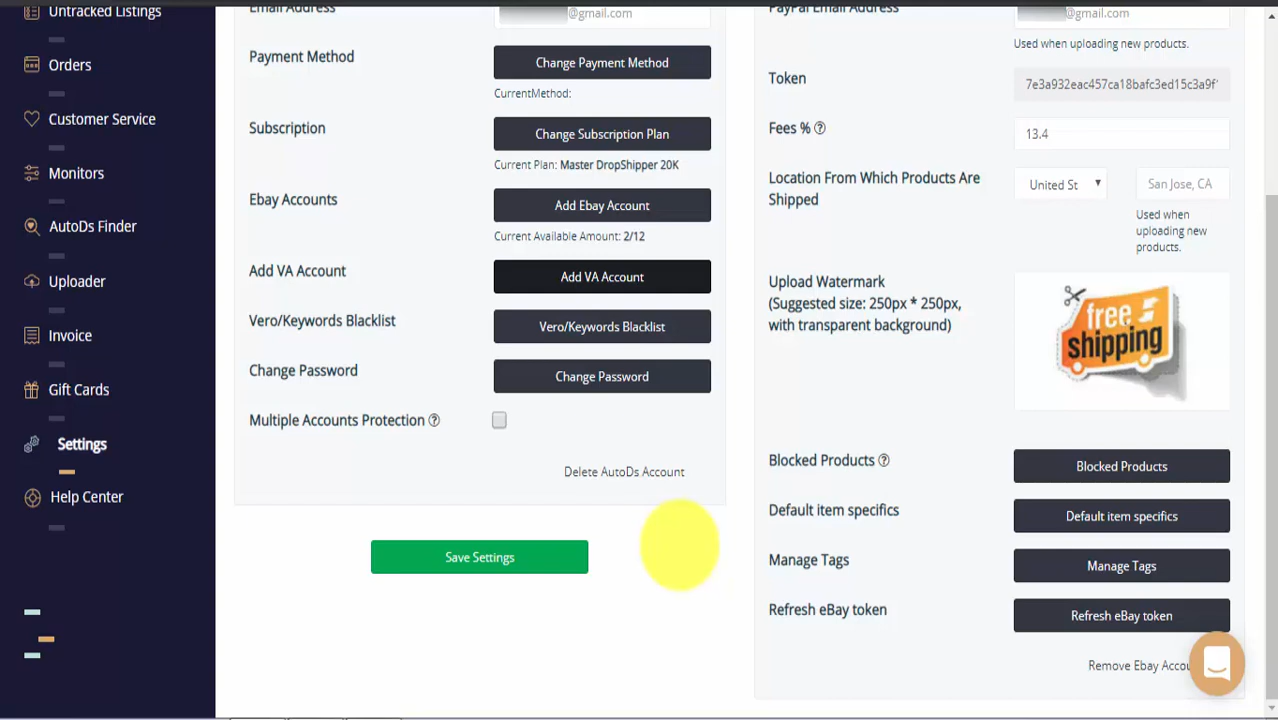 Untracked Listings
Orders
Customer Service
Monitors
AutoDs Finder
Uploader
Invoice
Gift Cards
Settings
Help Center
Email Address
@gmail.com
Payment Method
Change Payment Method
CurrentMethod:
Subscription
Change Subscription Plan
Current Plan: Master DropShipper 20K
Ebay Accounts
Add Ebay Account
Current Available Amount: 2/12
Add VA Account
Add VA Account
Vero/Keywords Blacklist
Vero/Keywords Blacklist
Change Password
Change Password
Multiple Accounts Protection ?
Delete AutoDs Account
Save Settings
PayPal Email Address
@gmail.com
Used when uploading new products.
Token
7e3a932eac457ca18bafc3ed15c3a9f
Fees % ?
13.4
Location From Which Products Are
Shipped
United St
San Jose, CA
Used when
uploading new
products.
Upload Watermark
(Suggested size: 250px * 250px,
with transparent background)
free
shipping
Blocked Products ?
Blocked Products
Default item specifics
Default item specifics
Manage Tags
Manage Tags
Refresh eBay token
Refresh eBay token
Remove Ebay Accou